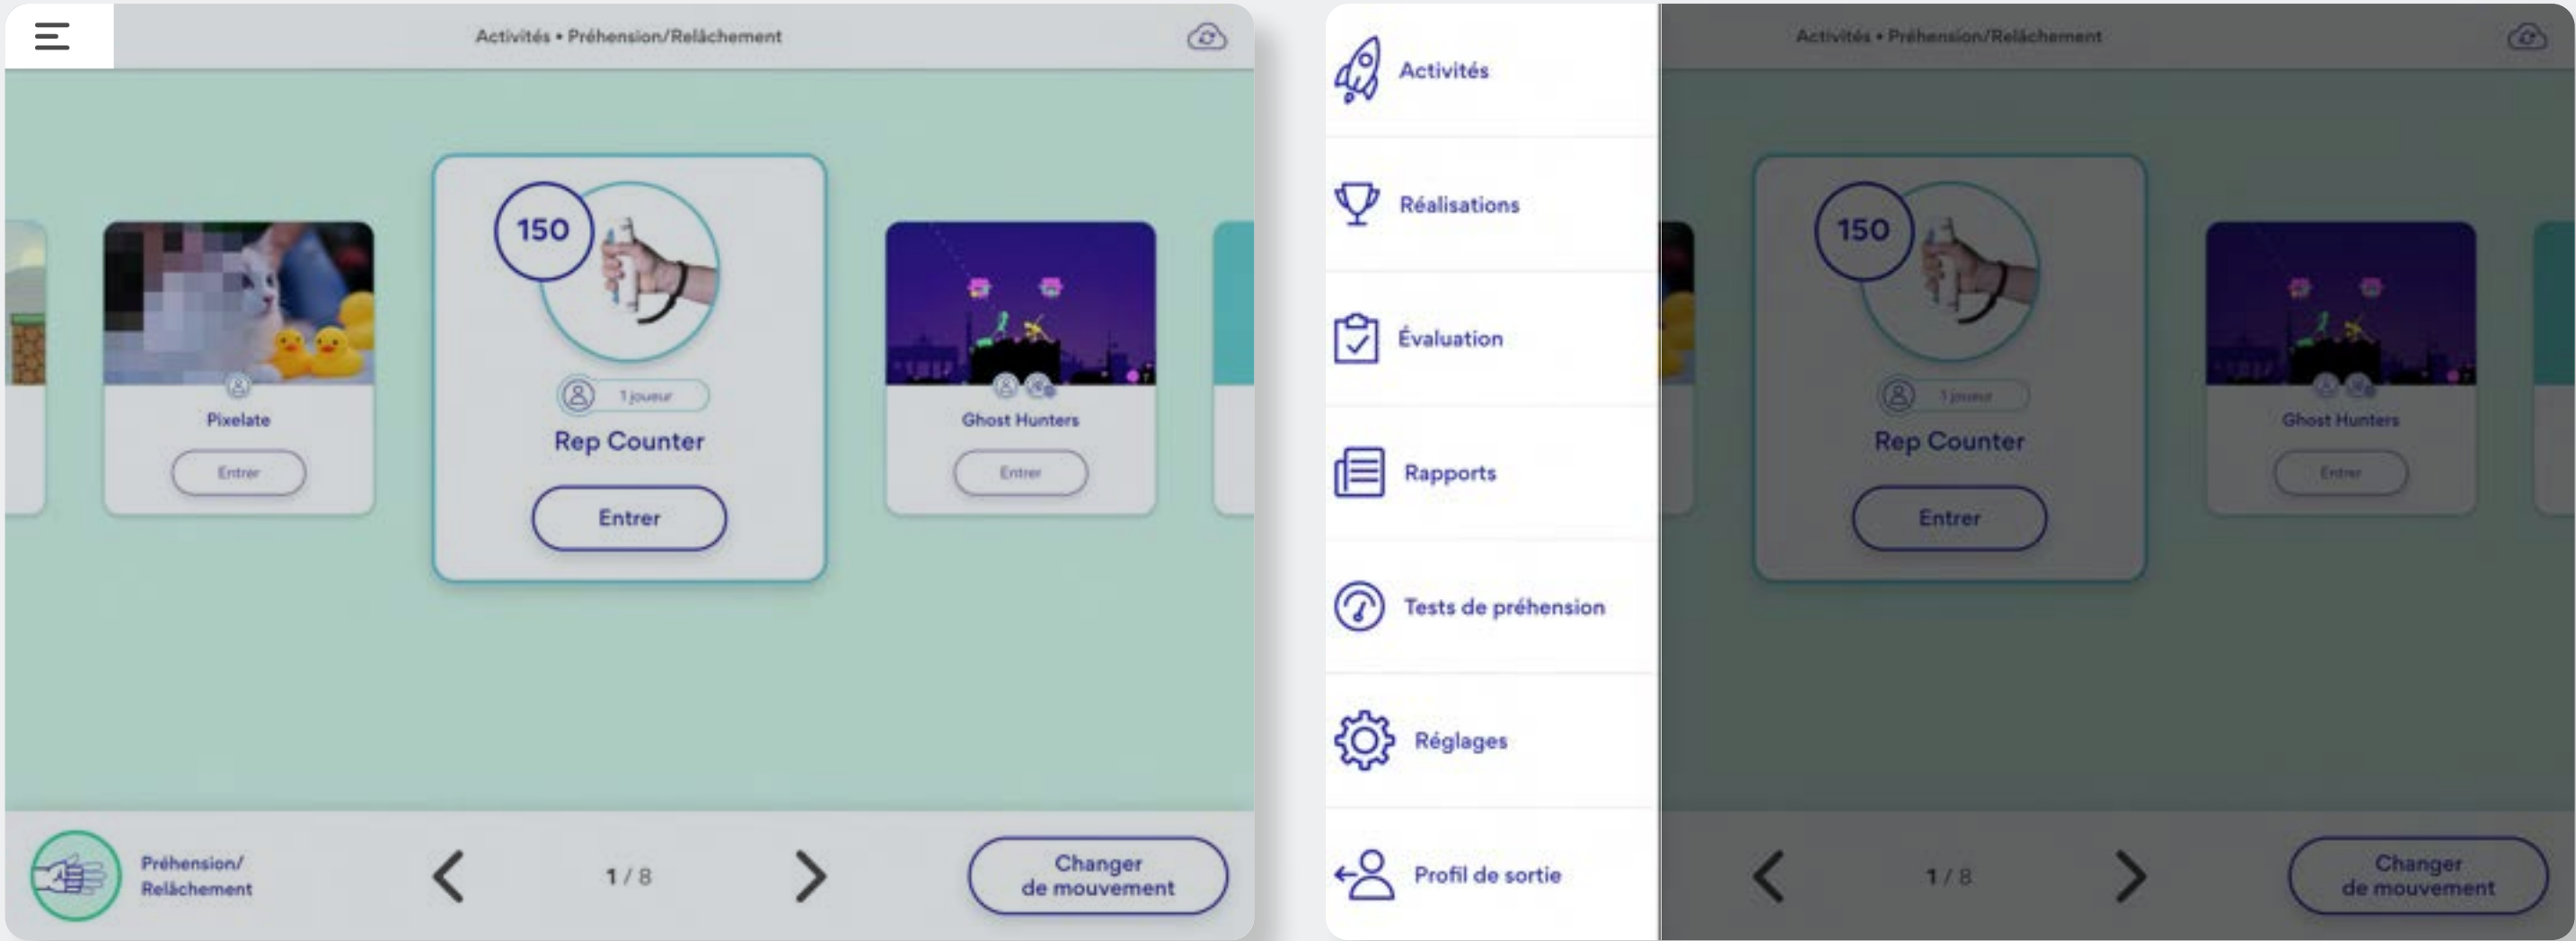 Activités • Préhension/Relâchement
150
1 joueur
Rep Counter
Entrer
Pixelate
Entrer
Ghost Hunters
Entrer
Préhension/
Relâchement
1 / 8
Changer
de mouvement
Activités
Réalisations
Évaluation
Rapports
Tests de préhension
Réglages
Profil de sortie
Activités • Préhension/Relâchement
150
1 joueur
Rep Counter
Entrer
Ghost Hunters
Entrer
1 / 8
Changer
de mouvement